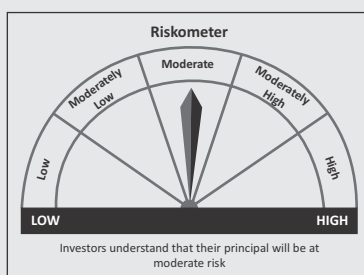 Riskometer
Moderate
Moderately
Low
Moderately
High
Low
High
LOW
HIGH
Investors understand that their principal will be at
moderate risk